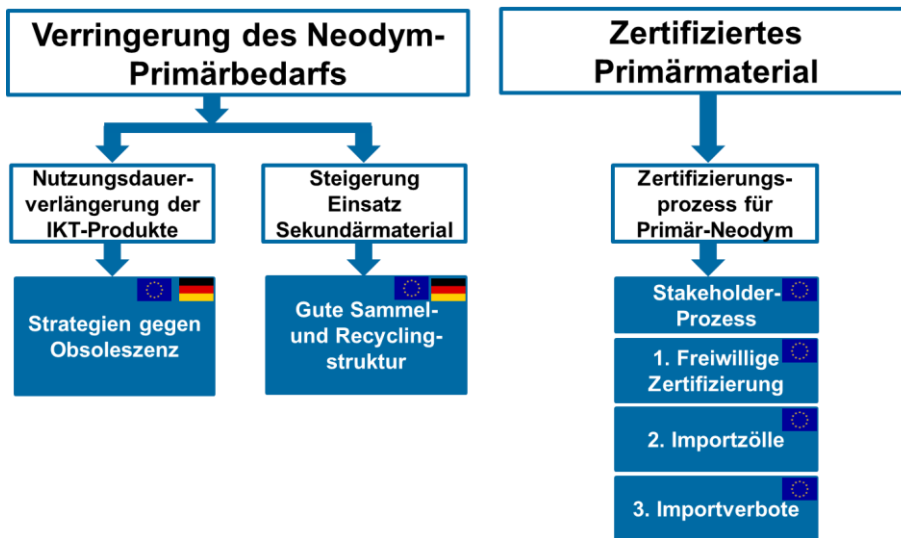 Verringerung des Neodym-
Primärbedarfs
Zertifiziertes
Primärmaterial
Nutzungsdauer-
verlängerung der
IKT-Produkte
Steigerung
Einsatz
Sekundärmaterial
Zertifizierungs-
prozess für
Primär-Neodym
Strategien gegen
Obsoleszenz
Gute Sammel-
und Recycling-
struktur
Stakeholder-
Prozess
1. Freiwillige
Zertifizierung
2. Importzölle
3. Importverbote